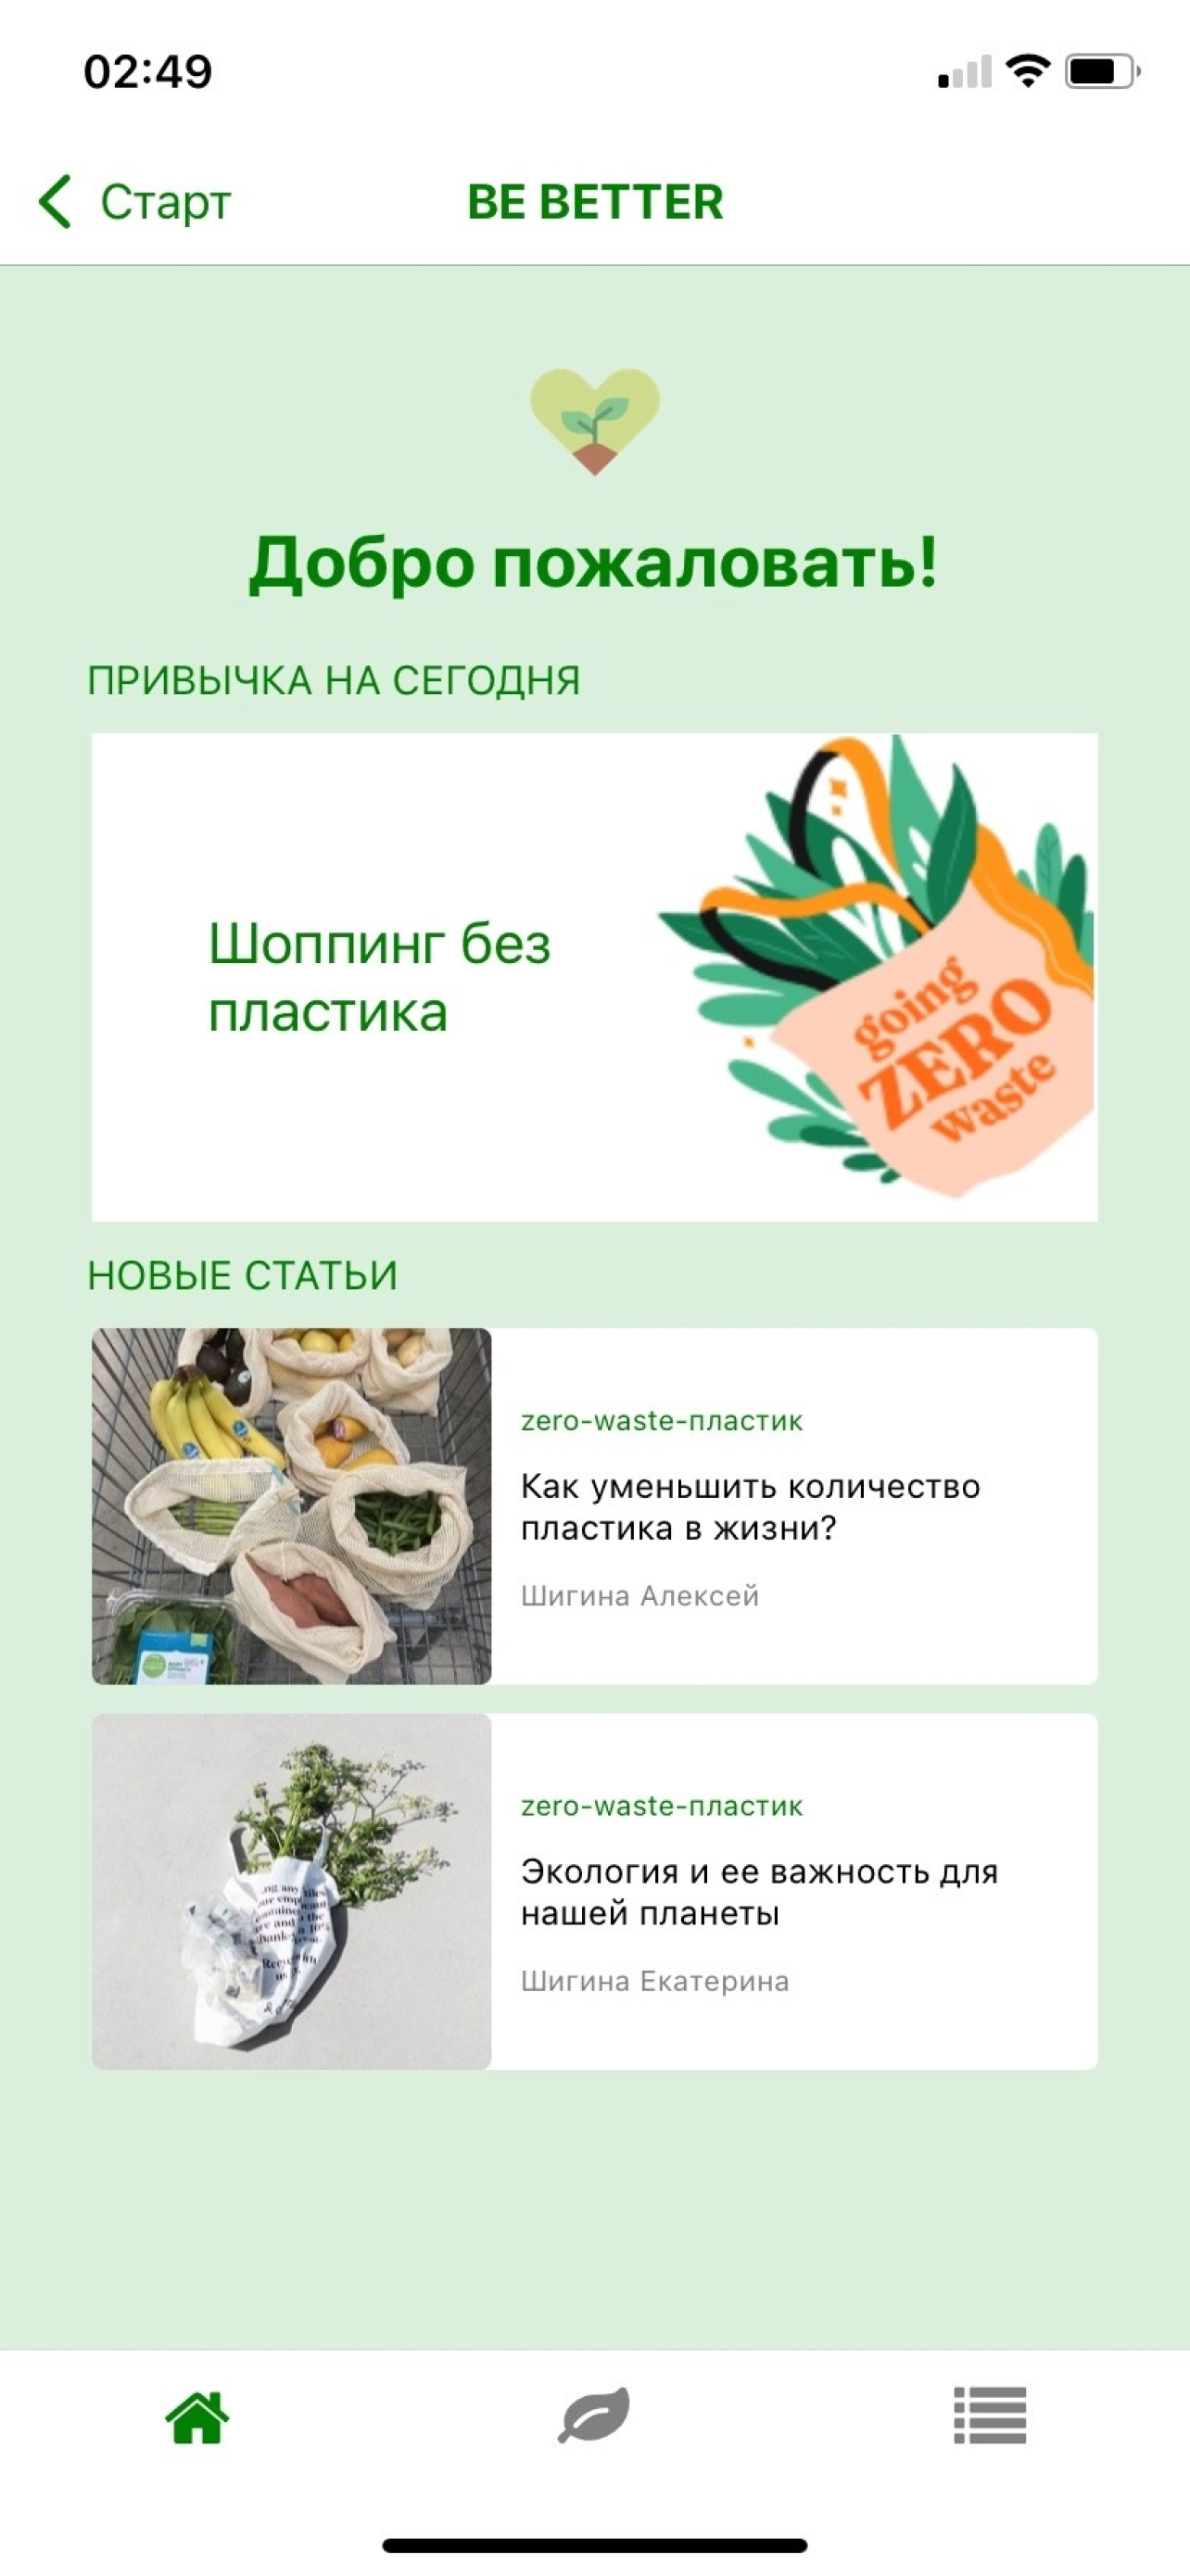 02:49
Старт
BE BETTER
Добро пожаловать!
ПРИВЫЧКА НА СЕГОДНЯ
Шоппинг без
пластика
going
ZERO
waste
НОВЫЕ СТАТЬИ
zero-waste-пластик
Как уменьшить количество
пластика в жизни?
Шигина Алексей
zero-waste-пластик
Экология и ее важность для
нашей планеты
Шигина Екатерина